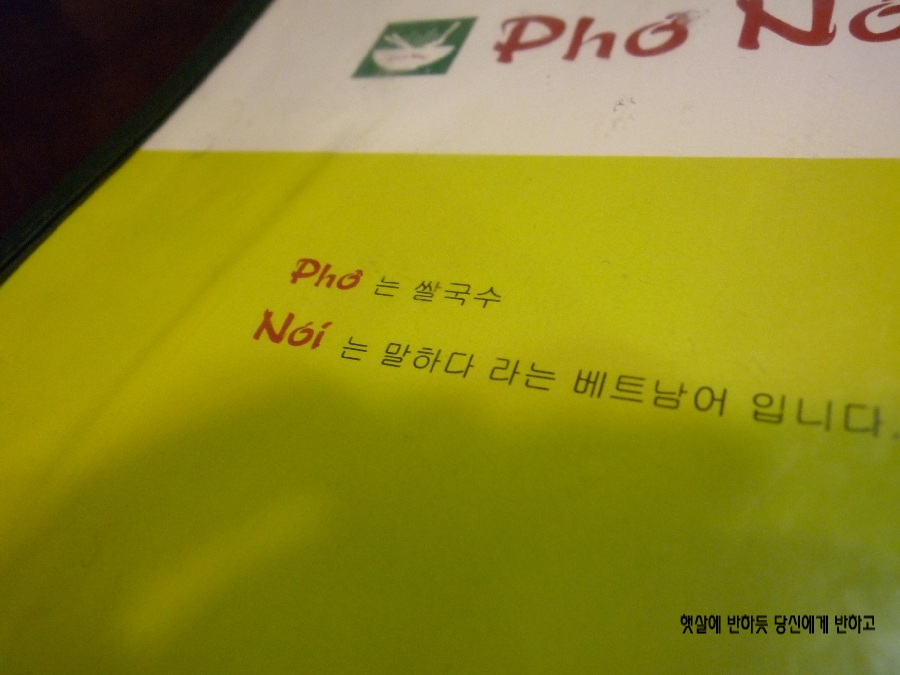 Phở Nó
Phở 는 쌀국수
Nói 는 말하다 라는 베트남어 입니다.
햇살에 반하듯 당신에게 반하고